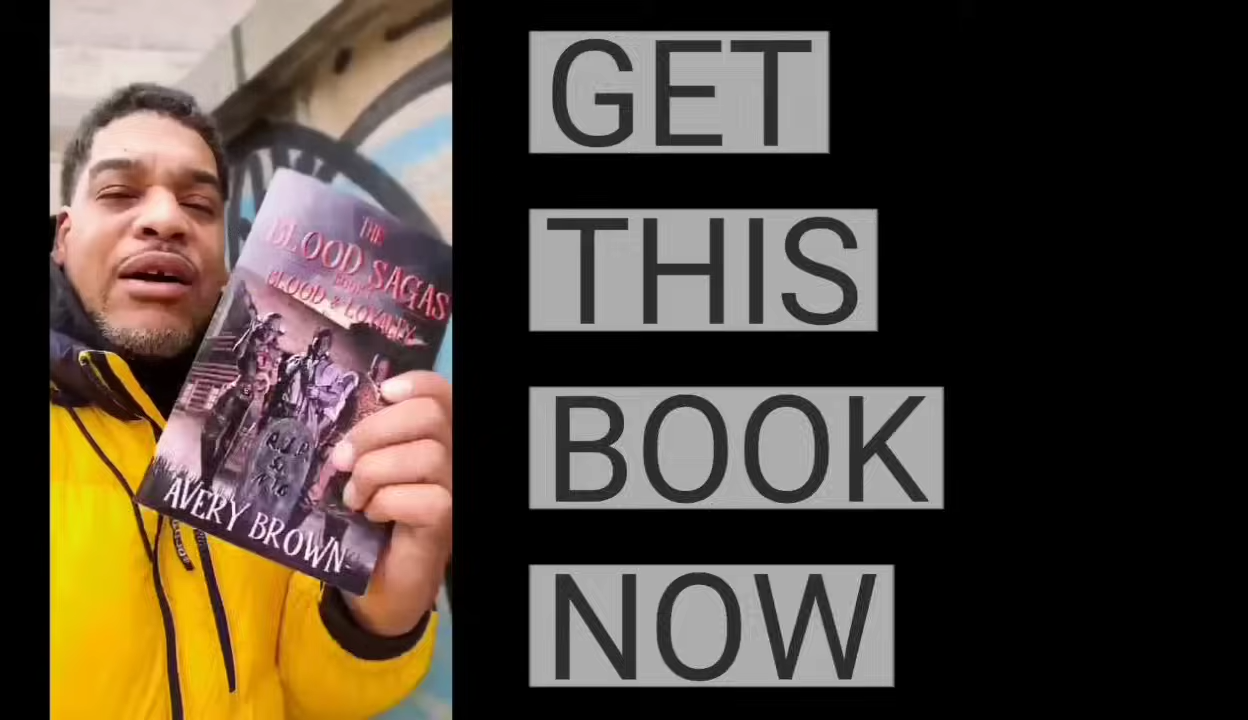 THE
BLOOD SAGAS
BLOOD & LOYALTY
R.I.P
AVERY BROWN
GET
THIS
BOOK
NOW